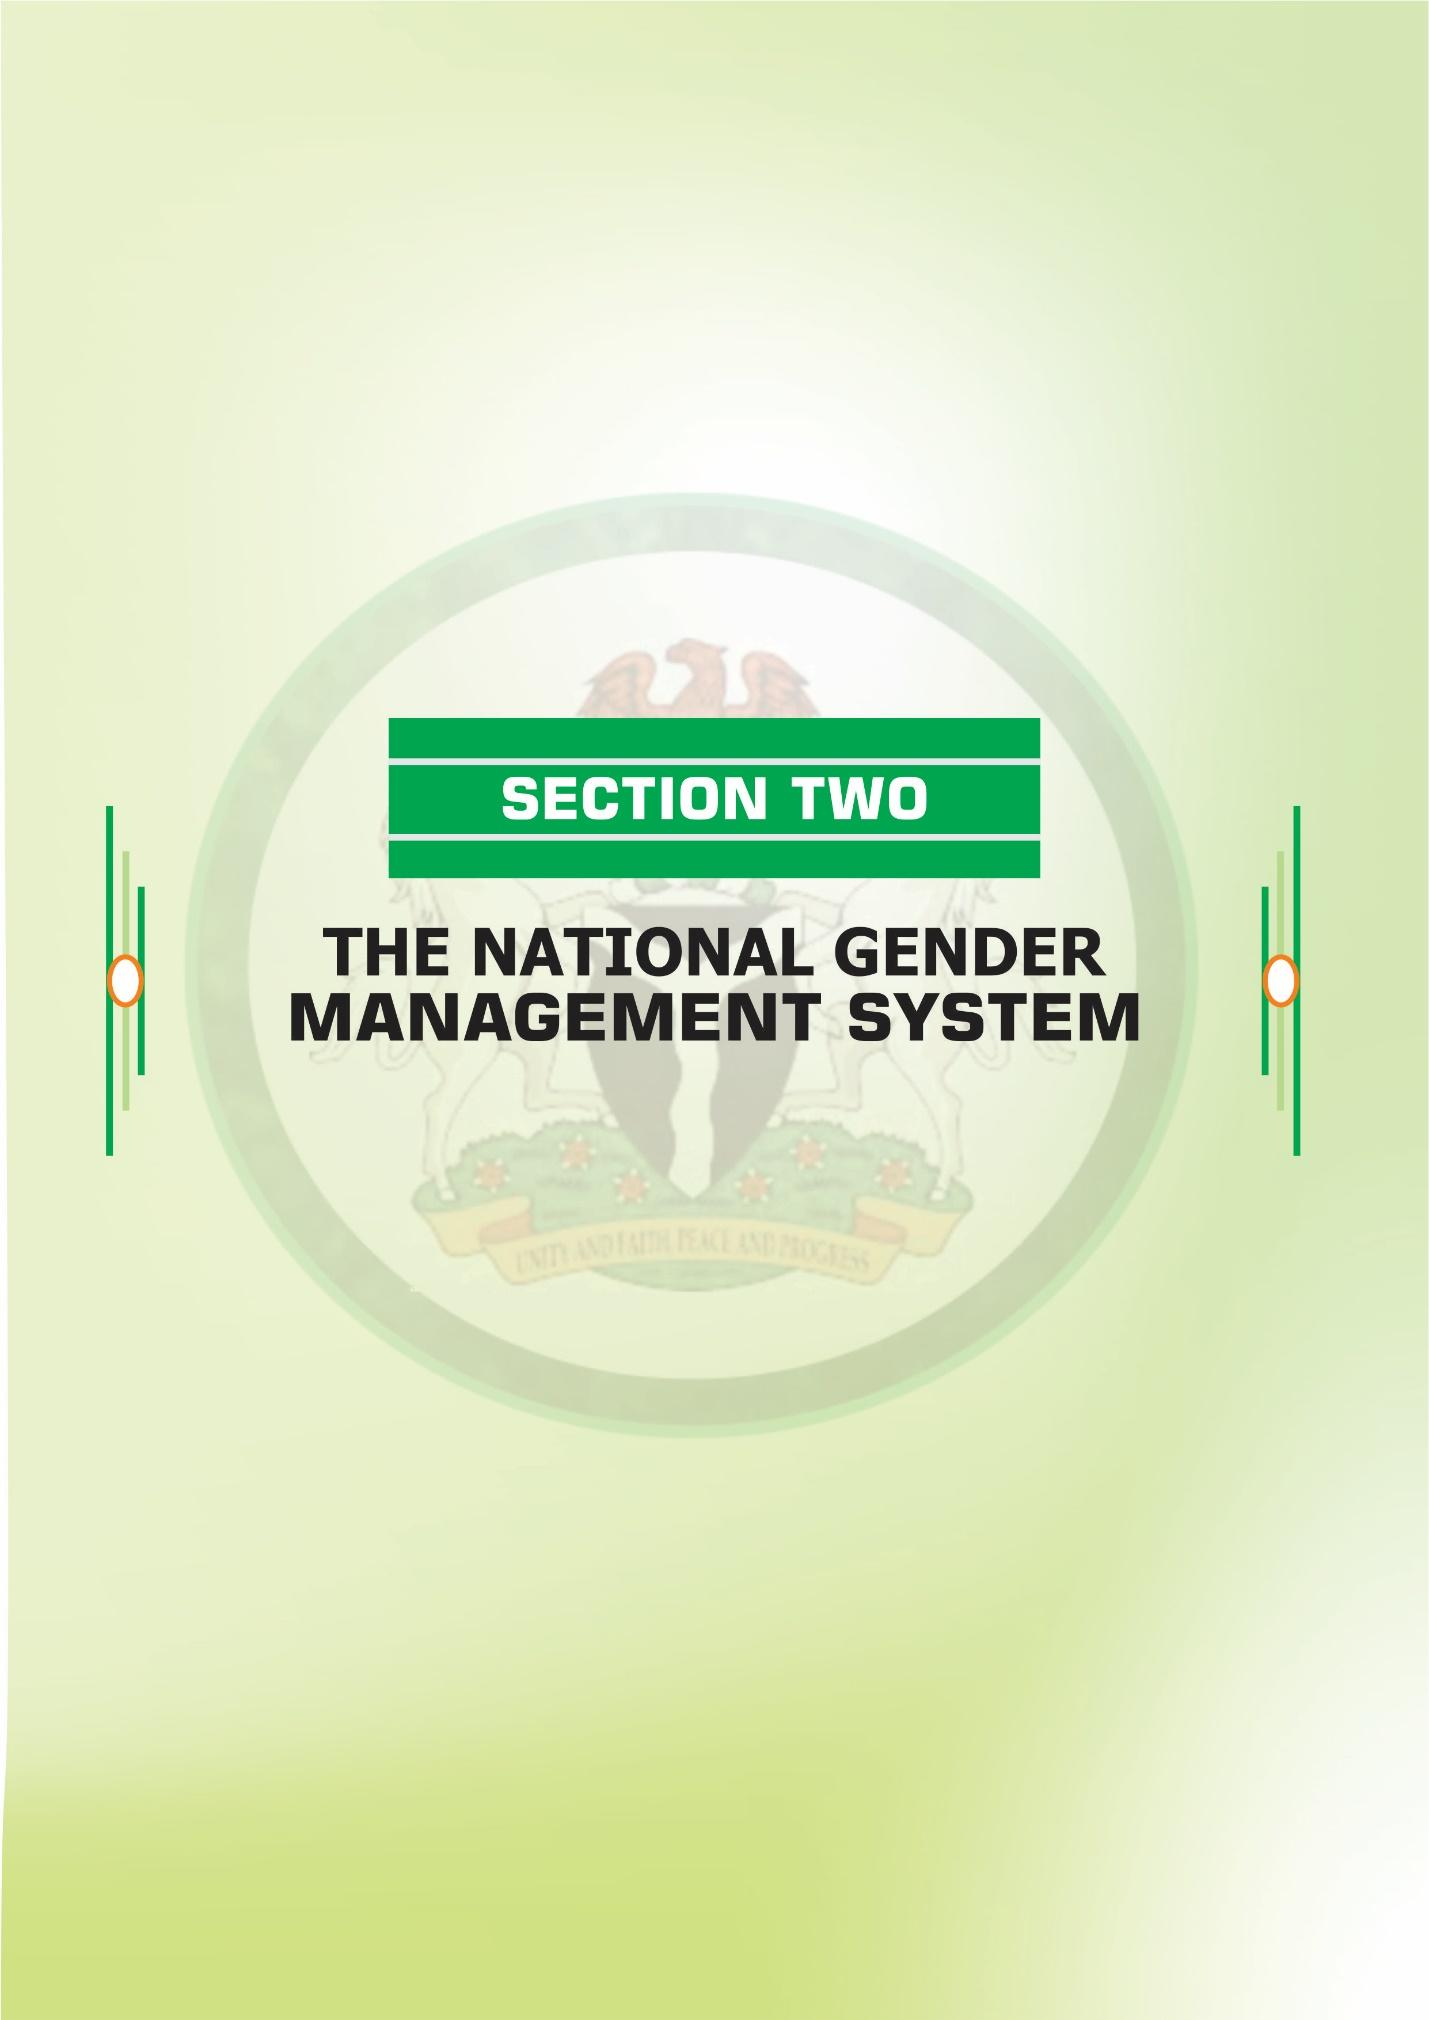 SECTION TWO
THE NATIONAL GENDER
MANAGEMENT SYSTEM
UNITY AND FAITH, PEACE AND PROGRESS